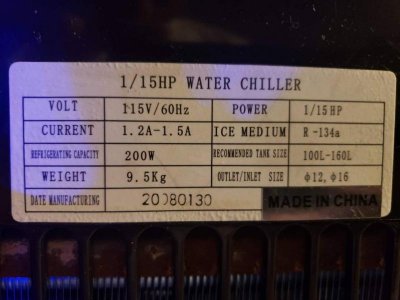 1/15HP WATER CHILLER
VOLT 115V/60Hz POWER 1/15HP
CURRENT 1.2A-1.5A ICE MEDIUM R-134a
REFRIGERATING CAPACITY 200W RECOMMENDED TANK SIZE 100L-160L
WEIGHT 9.5Kg OUTLET/INLET SIZE φ12, φ16
DATE MANUFACTURING 20080130 MADE IN CHINA